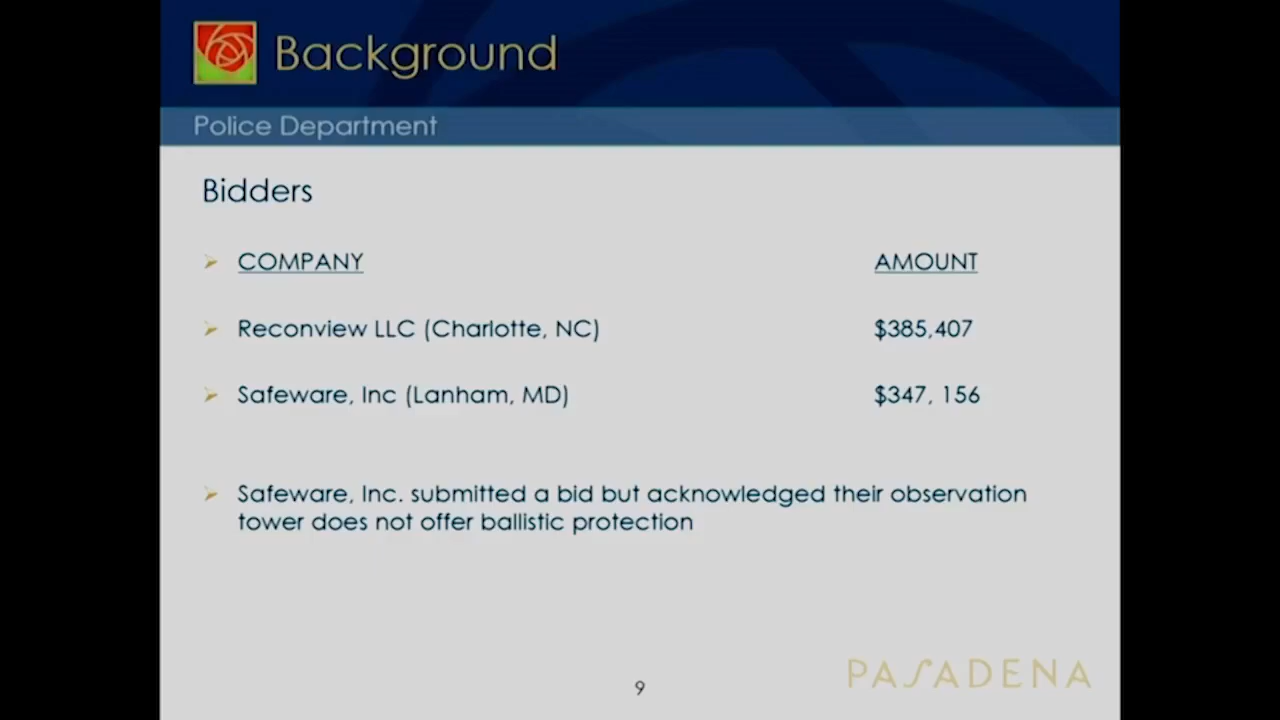 Background
Police Department
Bidders
COMPANY AMOUNT
Reconview LLC (Charlotte, NC) $385,407
Safeware, Inc (Lanham, MD) $347, 156
Safeware, Inc. submitted a bid but acknowledged their observation
tower does not offer ballistic protection
PASADENA
9